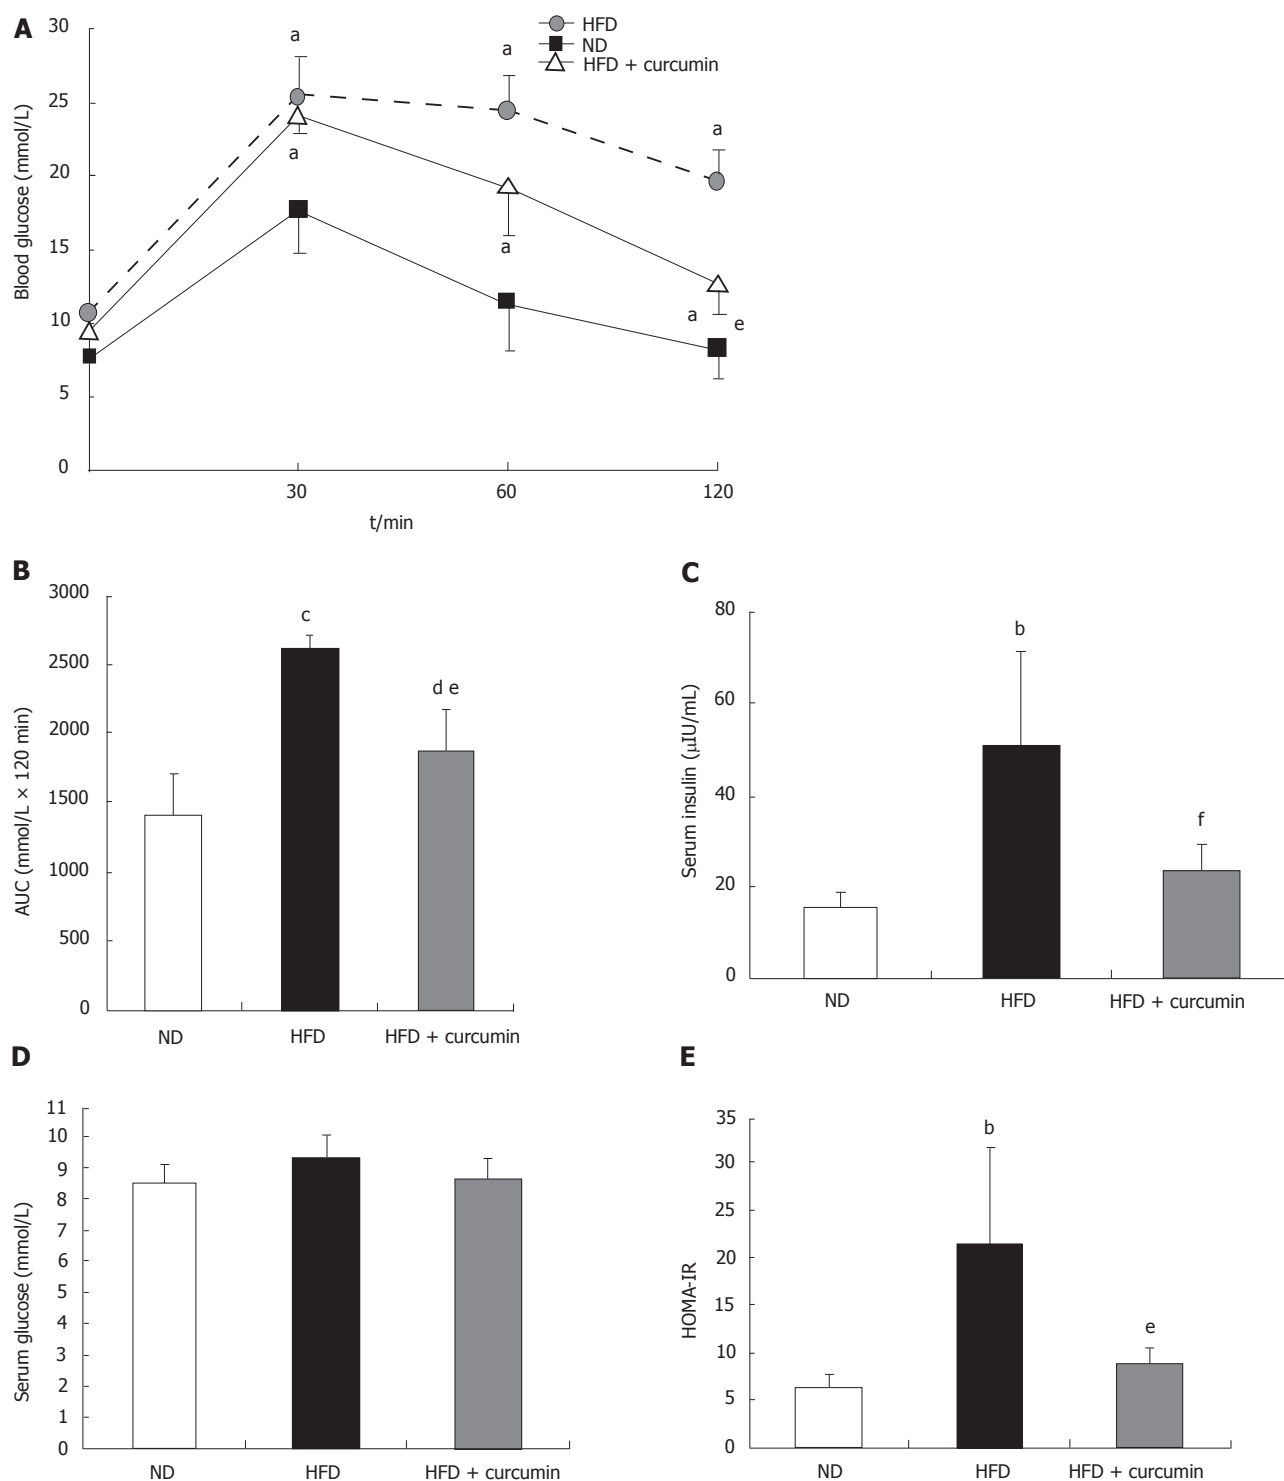 A
HFD
ND
HFD + curcumin
Blood glucose (mmol/L)
30
25
20
15
10
5
0
a
a
a
a
a
a
e
30
60
120
t/min
B
AUC (mmol/L × 120 min)
3000
2500
2000
1500
1000
500
0
c
d e
ND
HFD
HFD + curcumin
C
Serum insulin (μIU/mL)
80
60
40
20
0
b
f
ND
HFD
HFD + curcumin
D
Serum glucose (mmol/L)
11
10
9
8
7
6
5
4
3
2
1
0
ND
HFD
HFD + curcumin
E
HOMA-IR
35
30
25
20
15
10
5
0
b
e
ND
HFD
HFD + curcumin